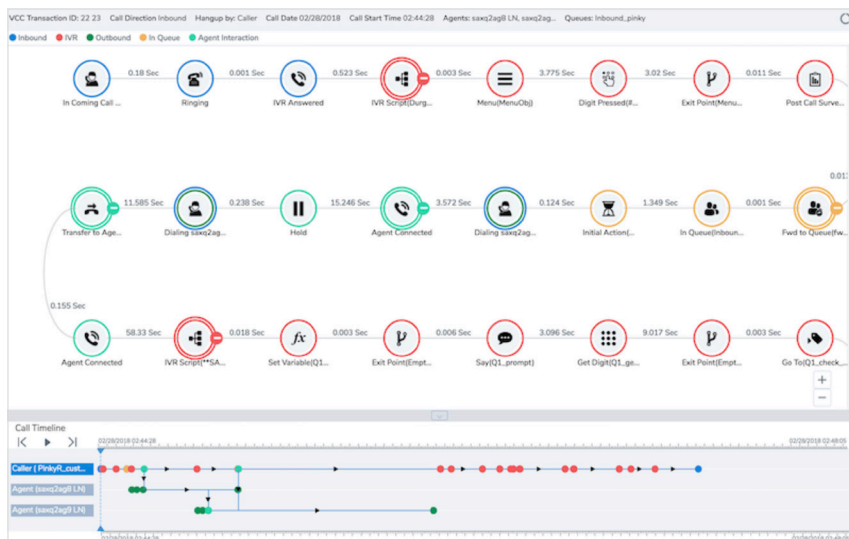 VCC Transaction ID: 22 23 Call Direction Inbound Hangup by: Caller Call Date 02/28/2018 Call Start Time 02:44:28 Agents: saxq2ag8 LN, saxq2ag... Queues: Inbound_pinky
Inbound IVR Outbound In Queue Agent Interaction
0.18 Sec 0.001 Sec 0.523 Sec 0.003 Sec 3.775 Sec 3.02 Sec 0.011 Sec
In Coming Call ... Ringing IVR Answered IVR Script(Durg... Menu(MenuObj) Digit Pressed(#... Exit Point(Menu... Post Call Surve...
11.585 Sec 0.238 Sec 15.246 Sec 3.572 Sec 0.124 Sec 1.349 Sec 0.001 Sec
Transfer to Age... Dialing saxq2ag... Hold Agent Connected Dialing saxq2ag... Initial Action(... In Queue(Inboun... Fwd to Queue(fw...
0.155 Sec
58.33 Sec 0.018 Sec 0.003 Sec 0.006 Sec 3.096 Sec 9.017 Sec 0.003 Sec
Agent Connected IVR Script(**SA... Set Variable(Q1... Exit Point(Empt... Say(Q1_prompt) Get Digit(Q1_ge... Exit Point(Empt... Go To(Q1_check_...
Call Timeline
02/28/2018 02:44:28 02/28/2018 02:48:05
Caller ( PinkyR_cust...
Agent (saxq2ag8 LN)
Agent (saxq2ag9 LN)